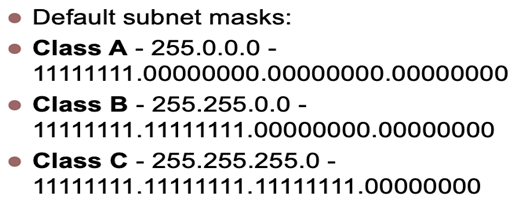 Default subnet masks:
Class A - 255.0.0.0 -
11111111.00000000.00000000.00000000
Class B - 255.255.0.0 -
11111111.11111111.00000000.00000000
Class C - 255.255.255.0 -
11111111.11111111.11111111.00000000